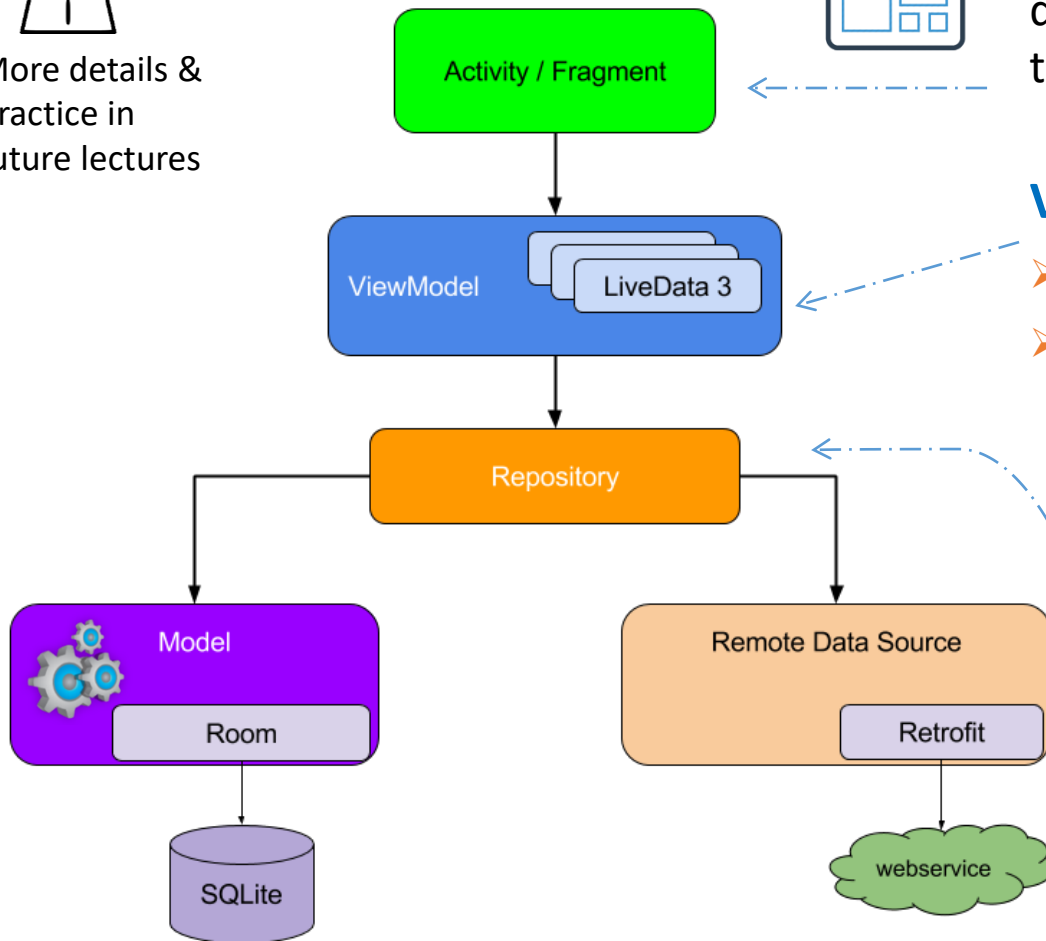 More details &
ractice in
uture lectures
Activity / Fragment
ViewModel
LiveData 3
Repository
Model
Room
SQLite
Remote Data Source
Retrofit
webservice